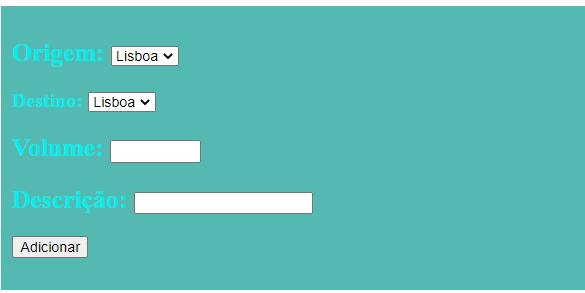 Origem: Lisboa
Destino: Lisboa
Volume:
Descrição:
Adicionar